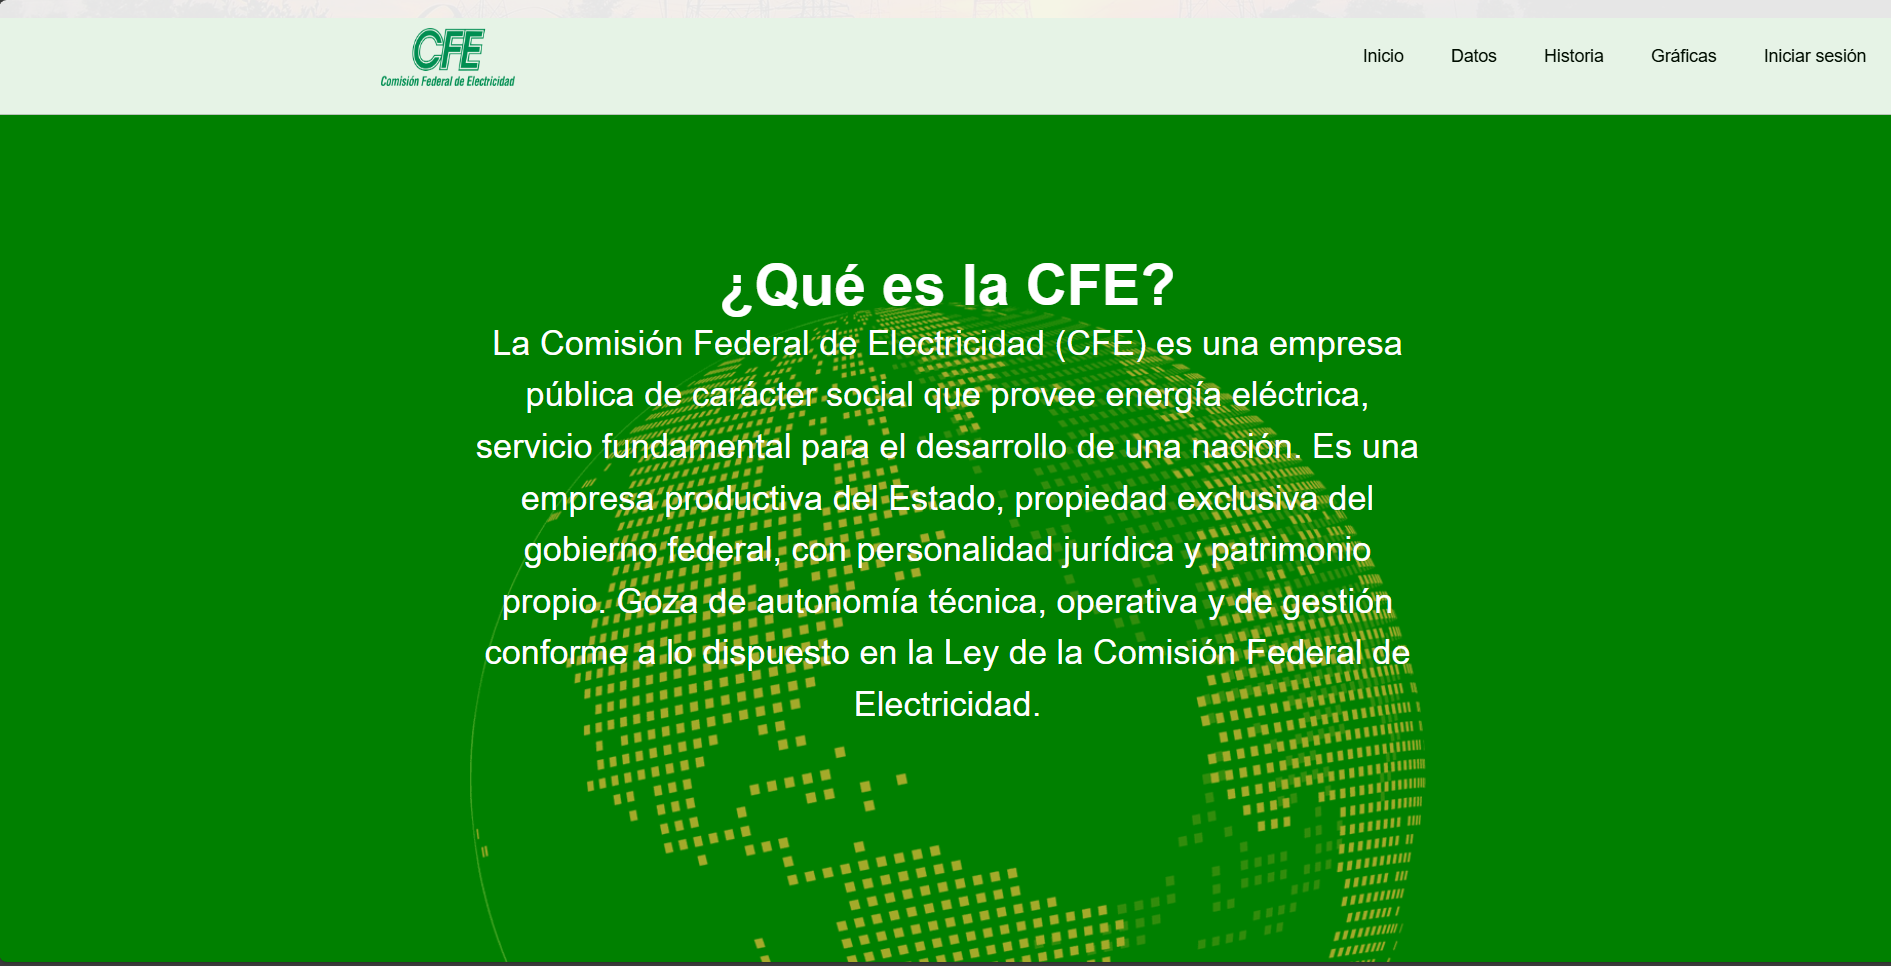 CFE
Comisión Federal de Electricidad
Inicio Datos Historia Gráficas Iniciar sesión
¿Qué es la CFE?
La Comisión Federal de Electricidad (CFE) es una empresa
pública de carácter social que provee energía eléctrica,
servicio fundamental para el desarrollo de una nación. Es una
empresa productiva del Estado, propiedad exclusiva del
gobierno federal, con personalidad jurídica y patrimonio
propio. Goza de autonomía técnica, operativa y de gestión
conforme a lo dispuesto en la Ley de la Comisión Federal de
Electricidad.